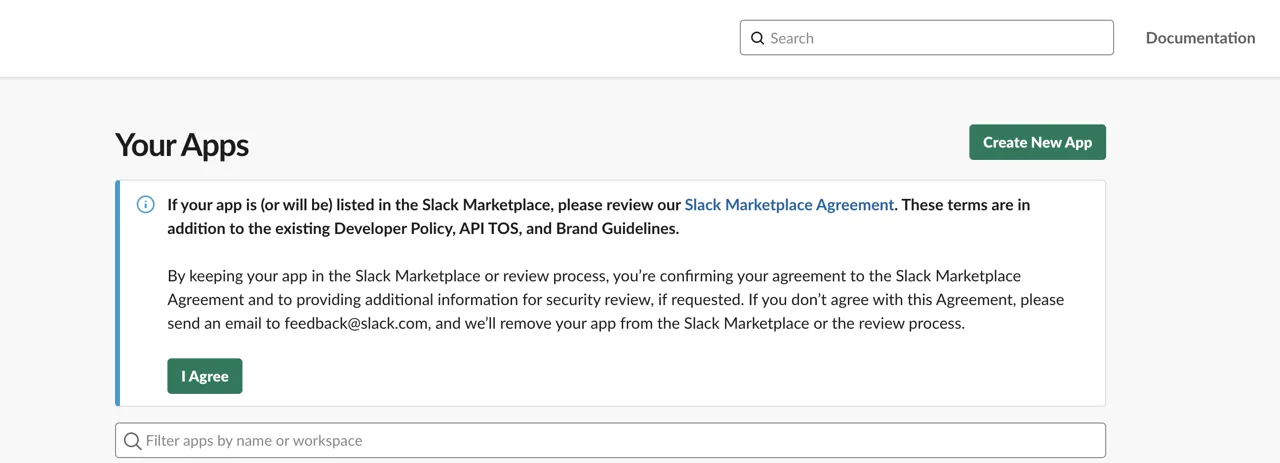 Search
Documentation
Your Apps
Create New App
If your app is (or will be) listed in the Slack Marketplace, please review our Slack Marketplace Agreement. These terms are in
addition to the existing Developer Policy, API TOS, and Brand Guidelines.
By keeping your app in the Slack Marketplace or review process, you’re confirming your agreement to the Slack Marketplace
Agreement and to providing additional information for security review, if requested. If you don’t agree with this Agreement, please
send an email to feedback@slack.com, and we’ll remove your app from the Slack Marketplace or the review process.
I Agree
Filter apps by name or workspace